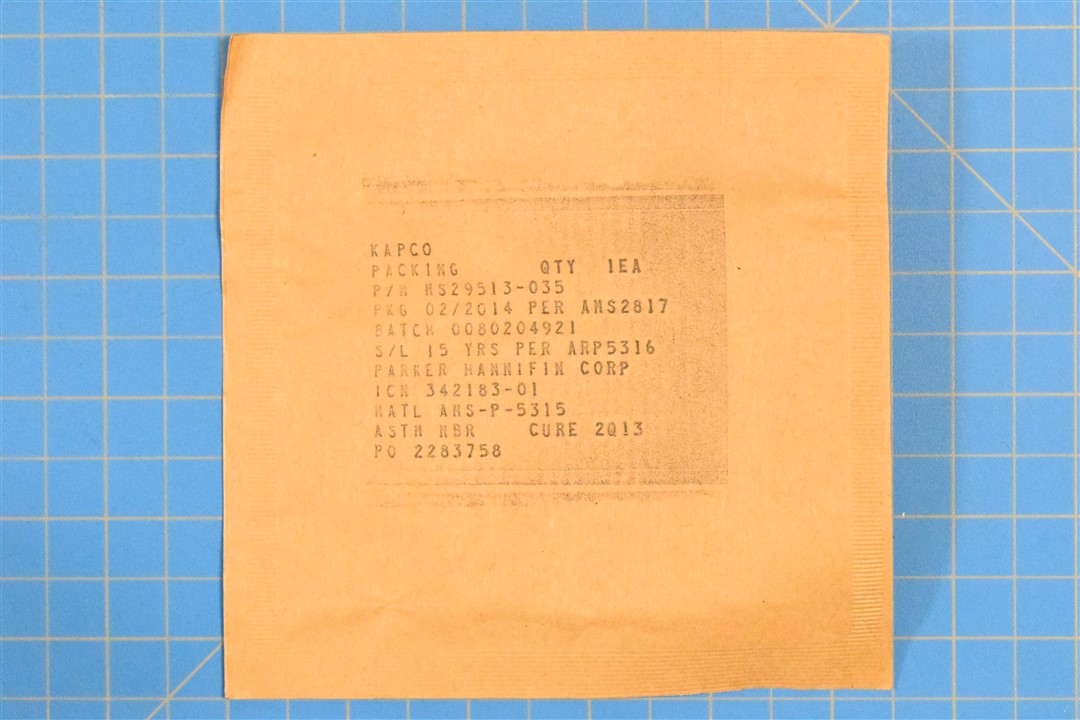 KAPCO
PACKING QTY 1EA
P/N MS29513-035
PKG 02/2014 PER AMS2817
BATCH 0080204921
S/L 15 YRS PER ARP5316
PARKER HANNIFIN CORP
ICN 342183-01
MATL AMS-P-5315
ASTM NBR CURE 2Q13
PO 2283758